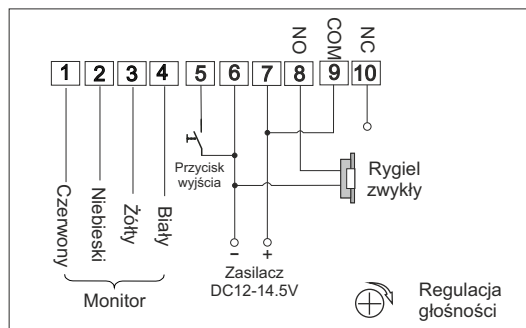 NO COM NC
1 2 3 4 5 6 7 8 9 10
Przycisk
wyjścia
Rygiel
zwykły
Czerwony
Niebieski
Żółty
Biały
Monitor
− +
Zasilacz
DC12-14.5V
Regulacja
głośności